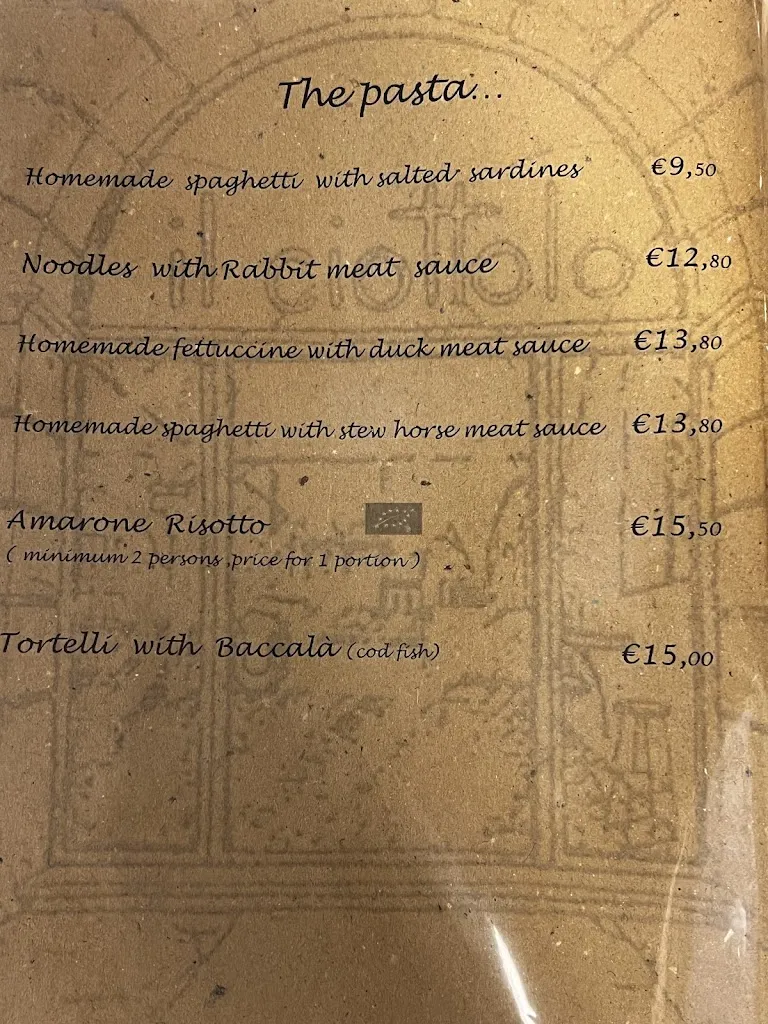 The pasta...
Homemade spaghetti with salted sardines €9,50
il ciottolo
Noodles with Rabbit meat sauce €12,80
Homemade fettuccine with duck meat sauce €13,80
Homemade spaghetti with stew horse meat sauce €13,80
Amarone Risotto €15,50
( minimum 2 persons ,price for 1 portion )
Tortelli with Baccalà (cod fish) €15,00